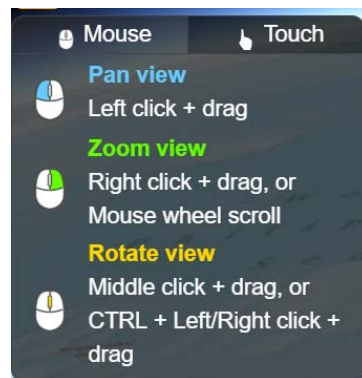 Mouse
Touch
Pan view
Left click + drag
Zoom view
Right click + drag, or
Mouse wheel scroll
Rotate view
Middle click + drag, or
CTRL + Left/Right click +
drag